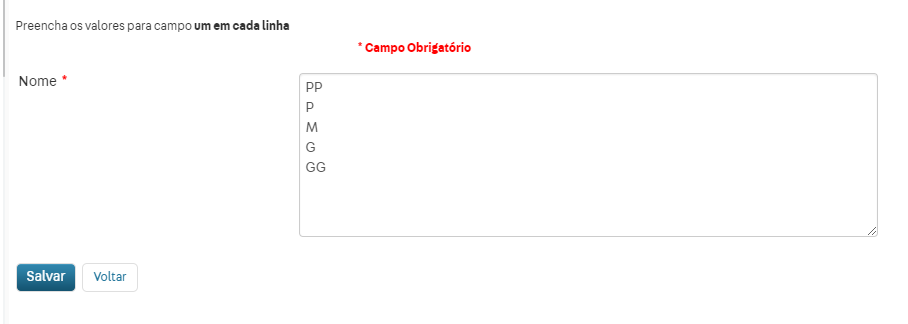 Preencha os valores para campo um em cada linha
* Campo Obrigatório
Nome *
PP
P
M
G
GG
Salvar
Voltar